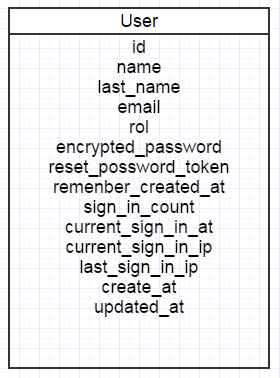 User
id
name
last_name
email
rol
encrypted_password
reset_possword_token
remenber_created_at
sign_in_count
current_sign_in_at
current_sign_in_ip
last_sign_in_ip
create_at
updated_at